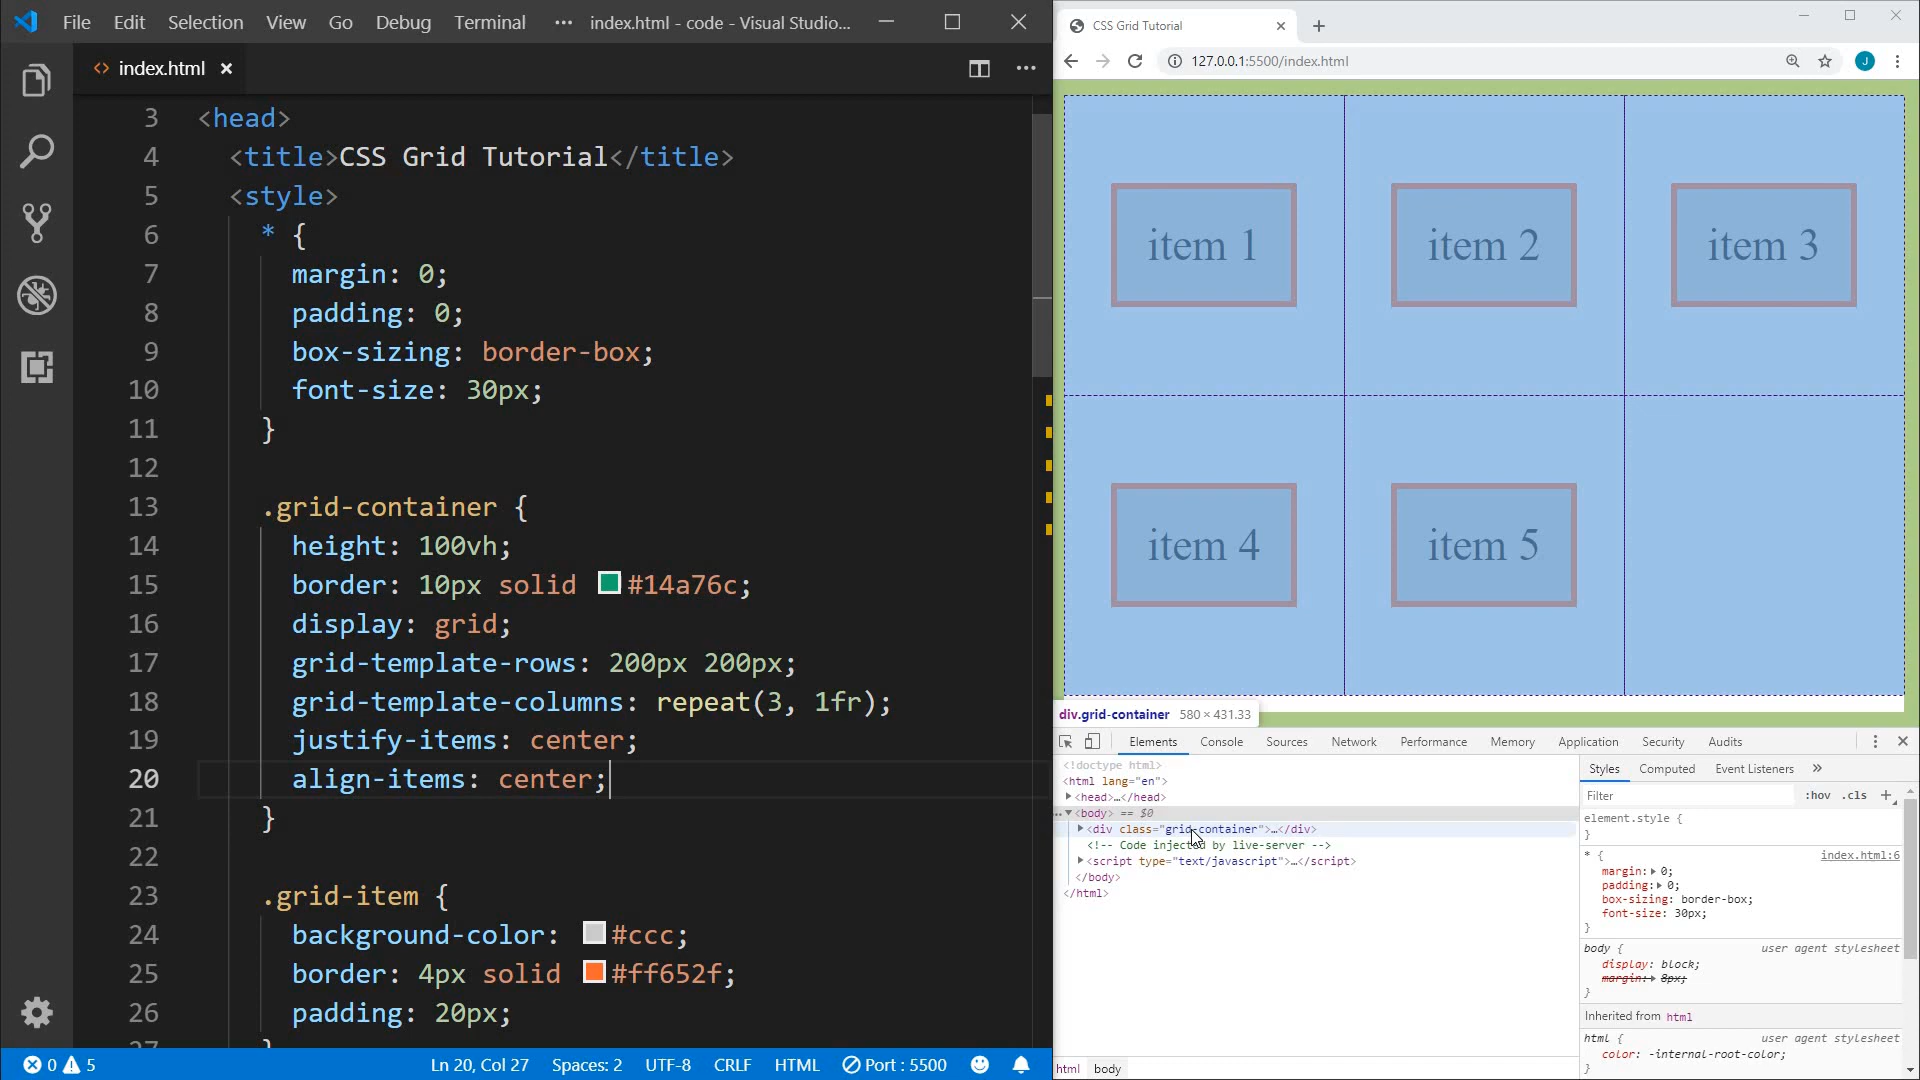 File Edit Selection View Go Debug Terminal ··· index.html - code - Visual Studio...
index.html
3 <head>
4 <title>CSS Grid Tutorial</title>
5 <style>
6 * {
7 margin: 0;
8 padding: 0;
9 box-sizing: border-box;
10 font-size: 30px;
11 }
12
13 .grid-container {
14 height: 100vh;
15 border: 10px solid #14a76c;
16 display: grid;
17 grid-template-rows: 200px 200px;
18 grid-template-columns: repeat(3, 1fr);
19 justify-items: center;
20 align-items: center;
21 }
22
23 .grid-item {
24 background-color: #ccc;
25 border: 4px solid #ff652f;
26 padding: 20px;
27 }
0 5 Ln 20, Col 27 Spaces: 2 UTF-8 CRLF HTML Port : 5500
CSS Grid Tutorial
127.0.0.1:5500/index.html J
item 1 item 2 item 3
item 4 item 5
div.grid-container 580 × 431.33
Elements Console Sources Network Performance Memory Application Security Audits
<!doctype html>
<html lang="en">
<head>…</head>
<body> == $0
<div class="grid-container">…</div>
<!-- Code injected by live-server -->
<script type="text/javascript">…</script>
</body>
</html>
html body
Styles Computed Event Listeners »
Filter :hov .cls +
element.style {
}
* { index.html:6
margin: 0;
padding: 0;
box-sizing: border-box;
font-size: 30px;
}
body { user agent stylesheet
display: block;
margin: 8px;
}
Inherited from html
html { user agent stylesheet
color: -internal-root-color;
}